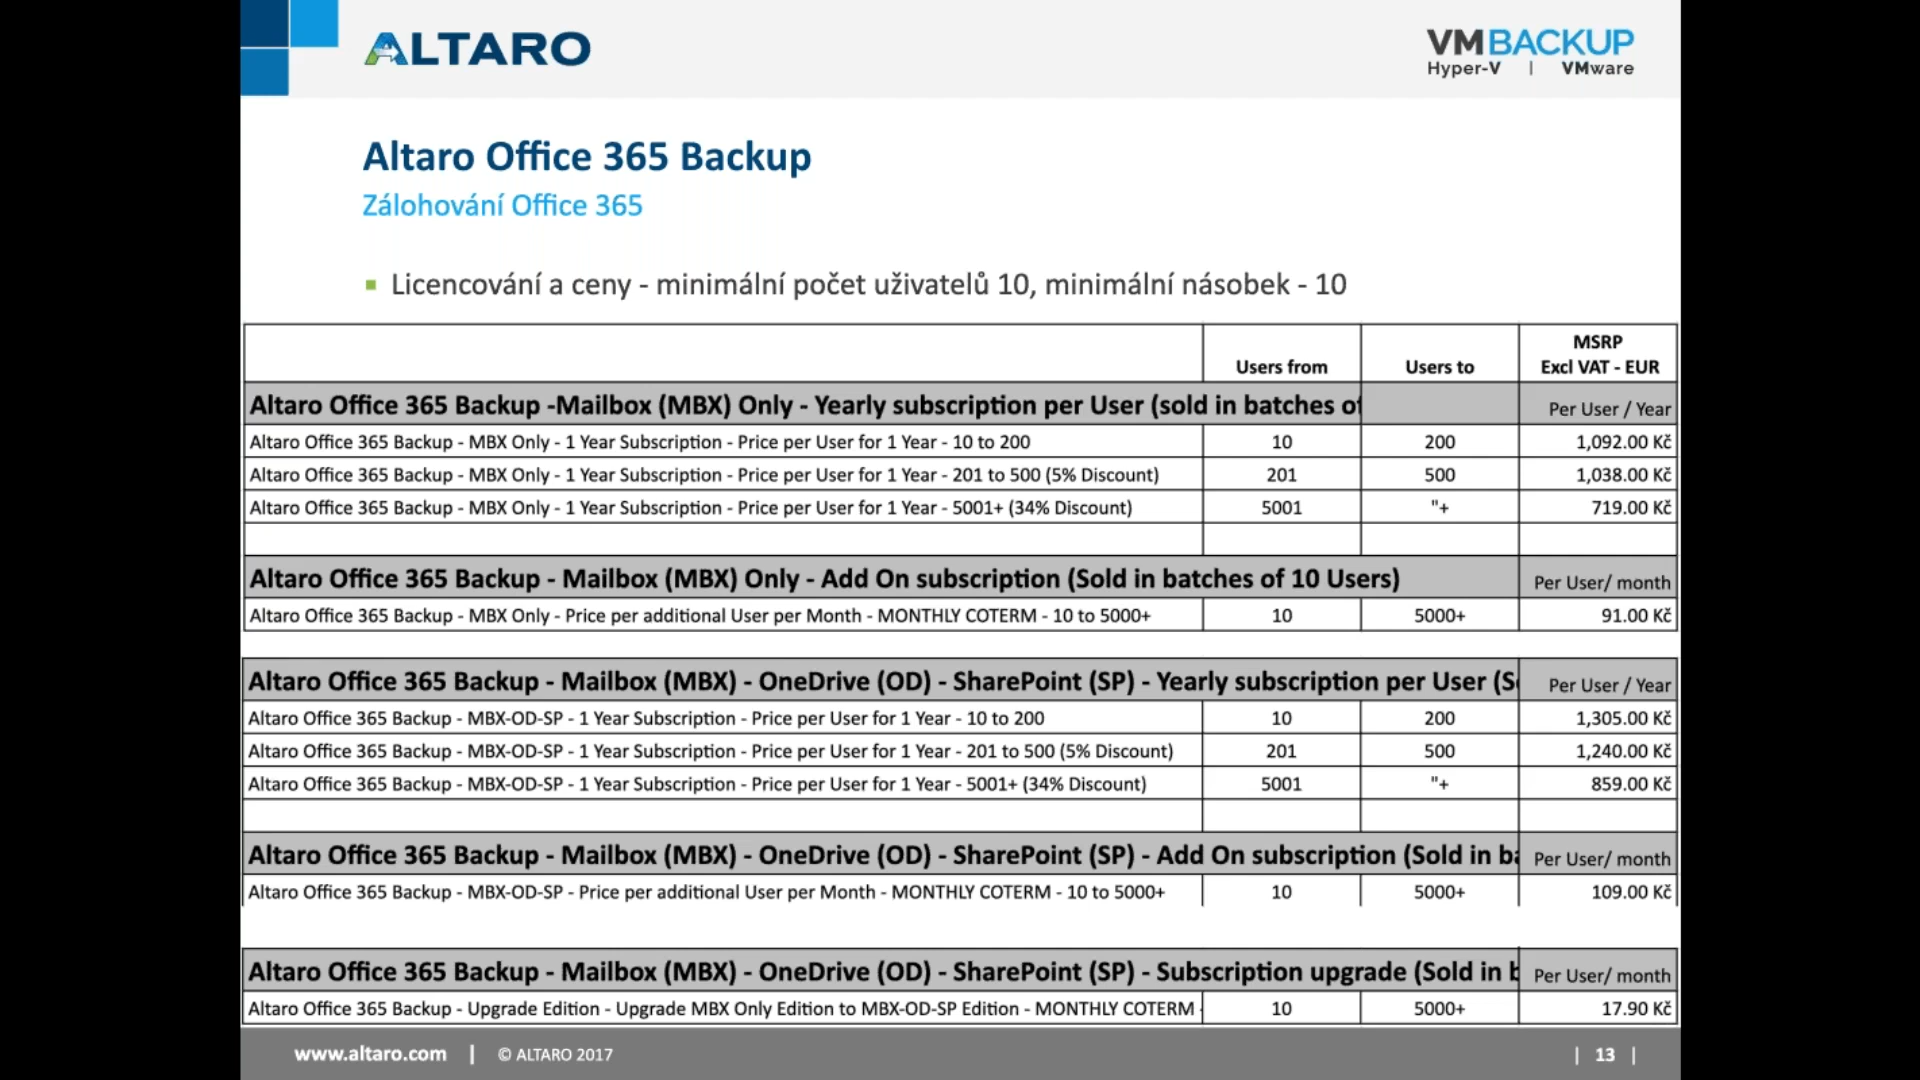 ALTARO
VMBACKUP
Hyper-V | VMware
Altaro Office 365 Backup
Zálohování Office 365
▪ Licencování a ceny - minimální počet uživatelů 10, minimální násobek - 10
Users from Users to MSRP Excl VAT - EUR
Altaro Office 365 Backup -Mailbox (MBX) Only - Yearly subscription per User (sold in batches of Per User / Year
Altaro Office 365 Backup - MBX Only - 1 Year Subscription - Price per User for 1 Year - 10 to 200 10 200 1,092.00 Kč
Altaro Office 365 Backup - MBX Only - 1 Year Subscription - Price per User for 1 Year - 201 to 500 (5% Discount) 201 500 1,038.00 Kč
Altaro Office 365 Backup - MBX Only - 1 Year Subscription - Price per User for 1 Year - 5001+ (34% Discount) 5001 "+ 719.00 Kč
Altaro Office 365 Backup - Mailbox (MBX) Only - Add On subscription (Sold in batches of 10 Users) Per User/ month
Altaro Office 365 Backup - MBX Only - Price per additional User per Month - MONTHLY COTERM - 10 to 5000+ 10 5000+ 91.00 Kč
Altaro Office 365 Backup - Mailbox (MBX) - OneDrive (OD) - SharePoint (SP) - Yearly subscription per User (S Per User / Year
Altaro Office 365 Backup - MBX-OD-SP - 1 Year Subscription - Price per User for 1 Year - 10 to 200 10 200 1,305.00 Kč
Altaro Office 365 Backup - MBX-OD-SP - 1 Year Subscription - Price per User for 1 Year - 201 to 500 (5% Discount) 201 500 1,240.00 Kč
Altaro Office 365 Backup - MBX-OD-SP - 1 Year Subscription - Price per User for 1 Year - 5001+ (34% Discount) 5001 "+ 859.00 Kč
Altaro Office 365 Backup - Mailbox (MBX) - OneDrive (OD) - SharePoint (SP) - Add On subscription (Sold in ba Per User/ month
Altaro Office 365 Backup - MBX-OD-SP - Price per additional User per Month - MONTHLY COTERM - 10 to 5000+ 10 5000+ 109.00 Kč
Altaro Office 365 Backup - Mailbox (MBX) - OneDrive (OD) - SharePoint (SP) - Subscription upgrade (Sold in b Per User/ month
Altaro Office 365 Backup - Upgrade Edition - Upgrade MBX Only Edition to MBX-OD-SP Edition - MONTHLY COTERM - 10 5000+ 17.90 Kč
www.altaro.com | © ALTARO 2017 | 13 |